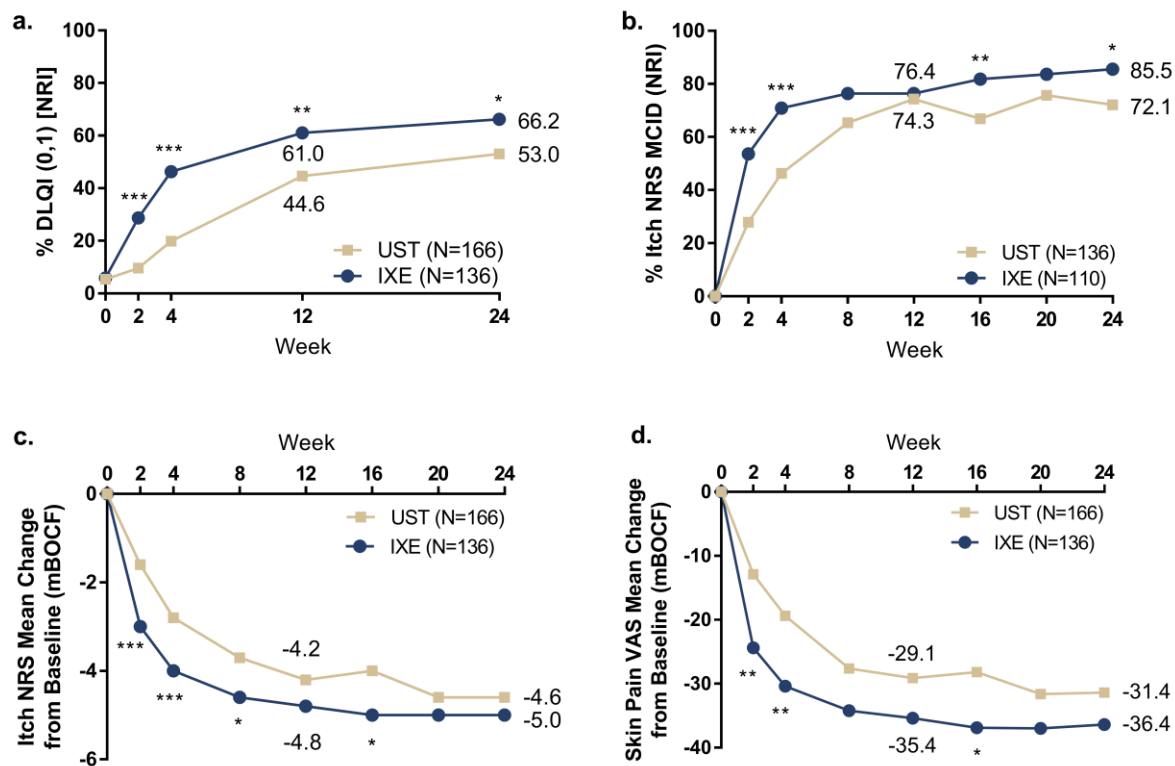 a.
% DLQI (0,1) [NRI]
100
80
60
40
20
0
***
***
**
*
61.0
44.6
66.2
53.0
UST (N=166)
IXE (N=136)
0 2 4 12 24
Week
b.
% Itch NRS MCID (NRI)
100
80
60
40
20
0
***
***
**
*
76.4
74.3
85.5
72.1
UST (N=136)
IXE (N=110)
0 2 4 8 12 16 20 24
Week
c.
Week
0 2 4 8 12 16 20 24
Itch NRS Mean Change
from Baseline (mBOCF)
0
-2
-4
-6
UST (N=166)
IXE (N=136)
-4.2
-4.6
-5.0
***
***
*
-4.8
*
d.
Week
0 2 4 8 12 16 20 24
Skin Pain VAS Mean Change
from Baseline (mBOCF)
0
-10
-20
-30
-40
UST (N=166)
IXE (N=136)
-29.1
-31.4
-36.4
**
**
-35.4
*